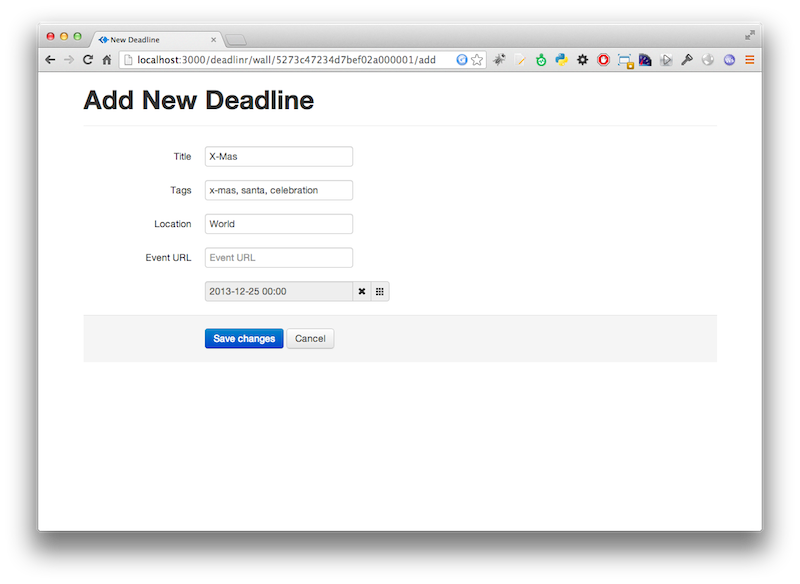 New Deadline
localhost:3000/deadlinr/wall/5273c47234d7bef02a000001/add
Add New Deadline
Title X-Mas
Tags x-mas, santa, celebration
Location World
Event URL Event URL
2013-12-25 00:00
Save changes Cancel